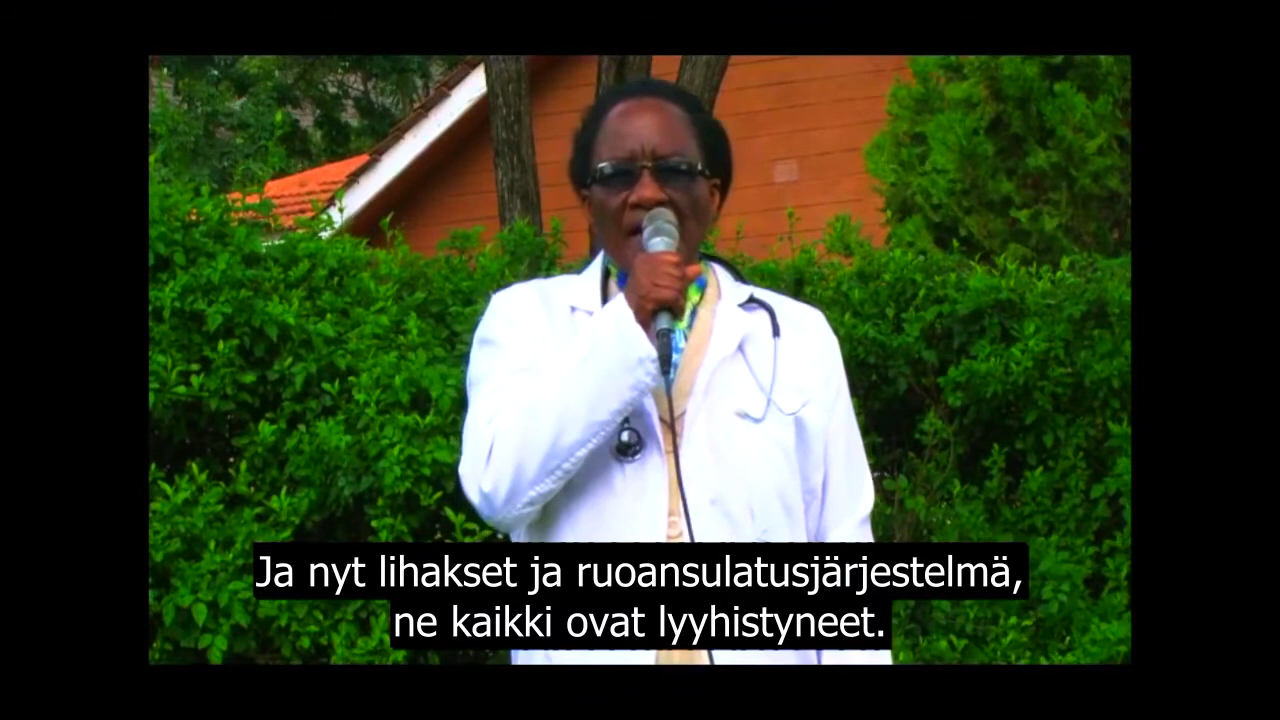 Ja nyt lihakset ja ruoansulatusjärjestelmä,
ne kaikki ovat lyyhistyneet.